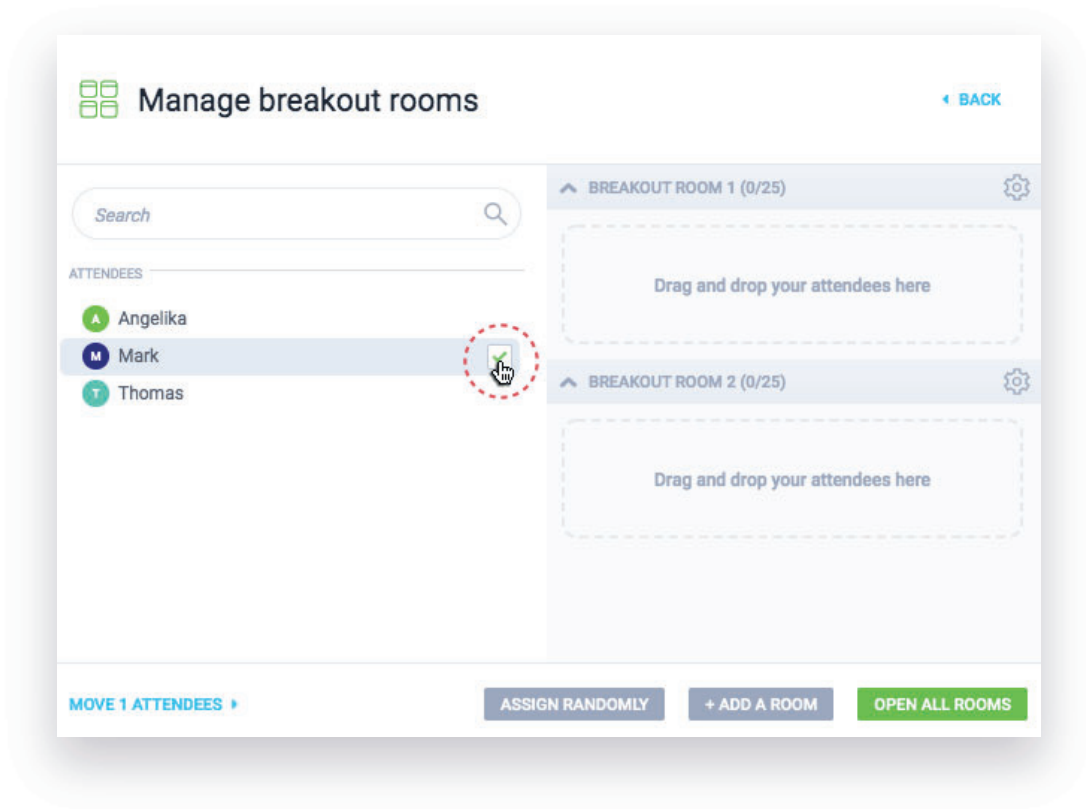 Manage breakout rooms
BACK
Search
ATTENDEES
A Angelika
M Mark
T Thomas
BREAKOUT ROOM 1 (0/25)
Drag and drop your attendees here
BREAKOUT ROOM 2 (0/25)
Drag and drop your attendees here
MOVE 1 ATTENDEES
ASSIGN RANDOMLY
+ ADD A ROOM
OPEN ALL ROOMS